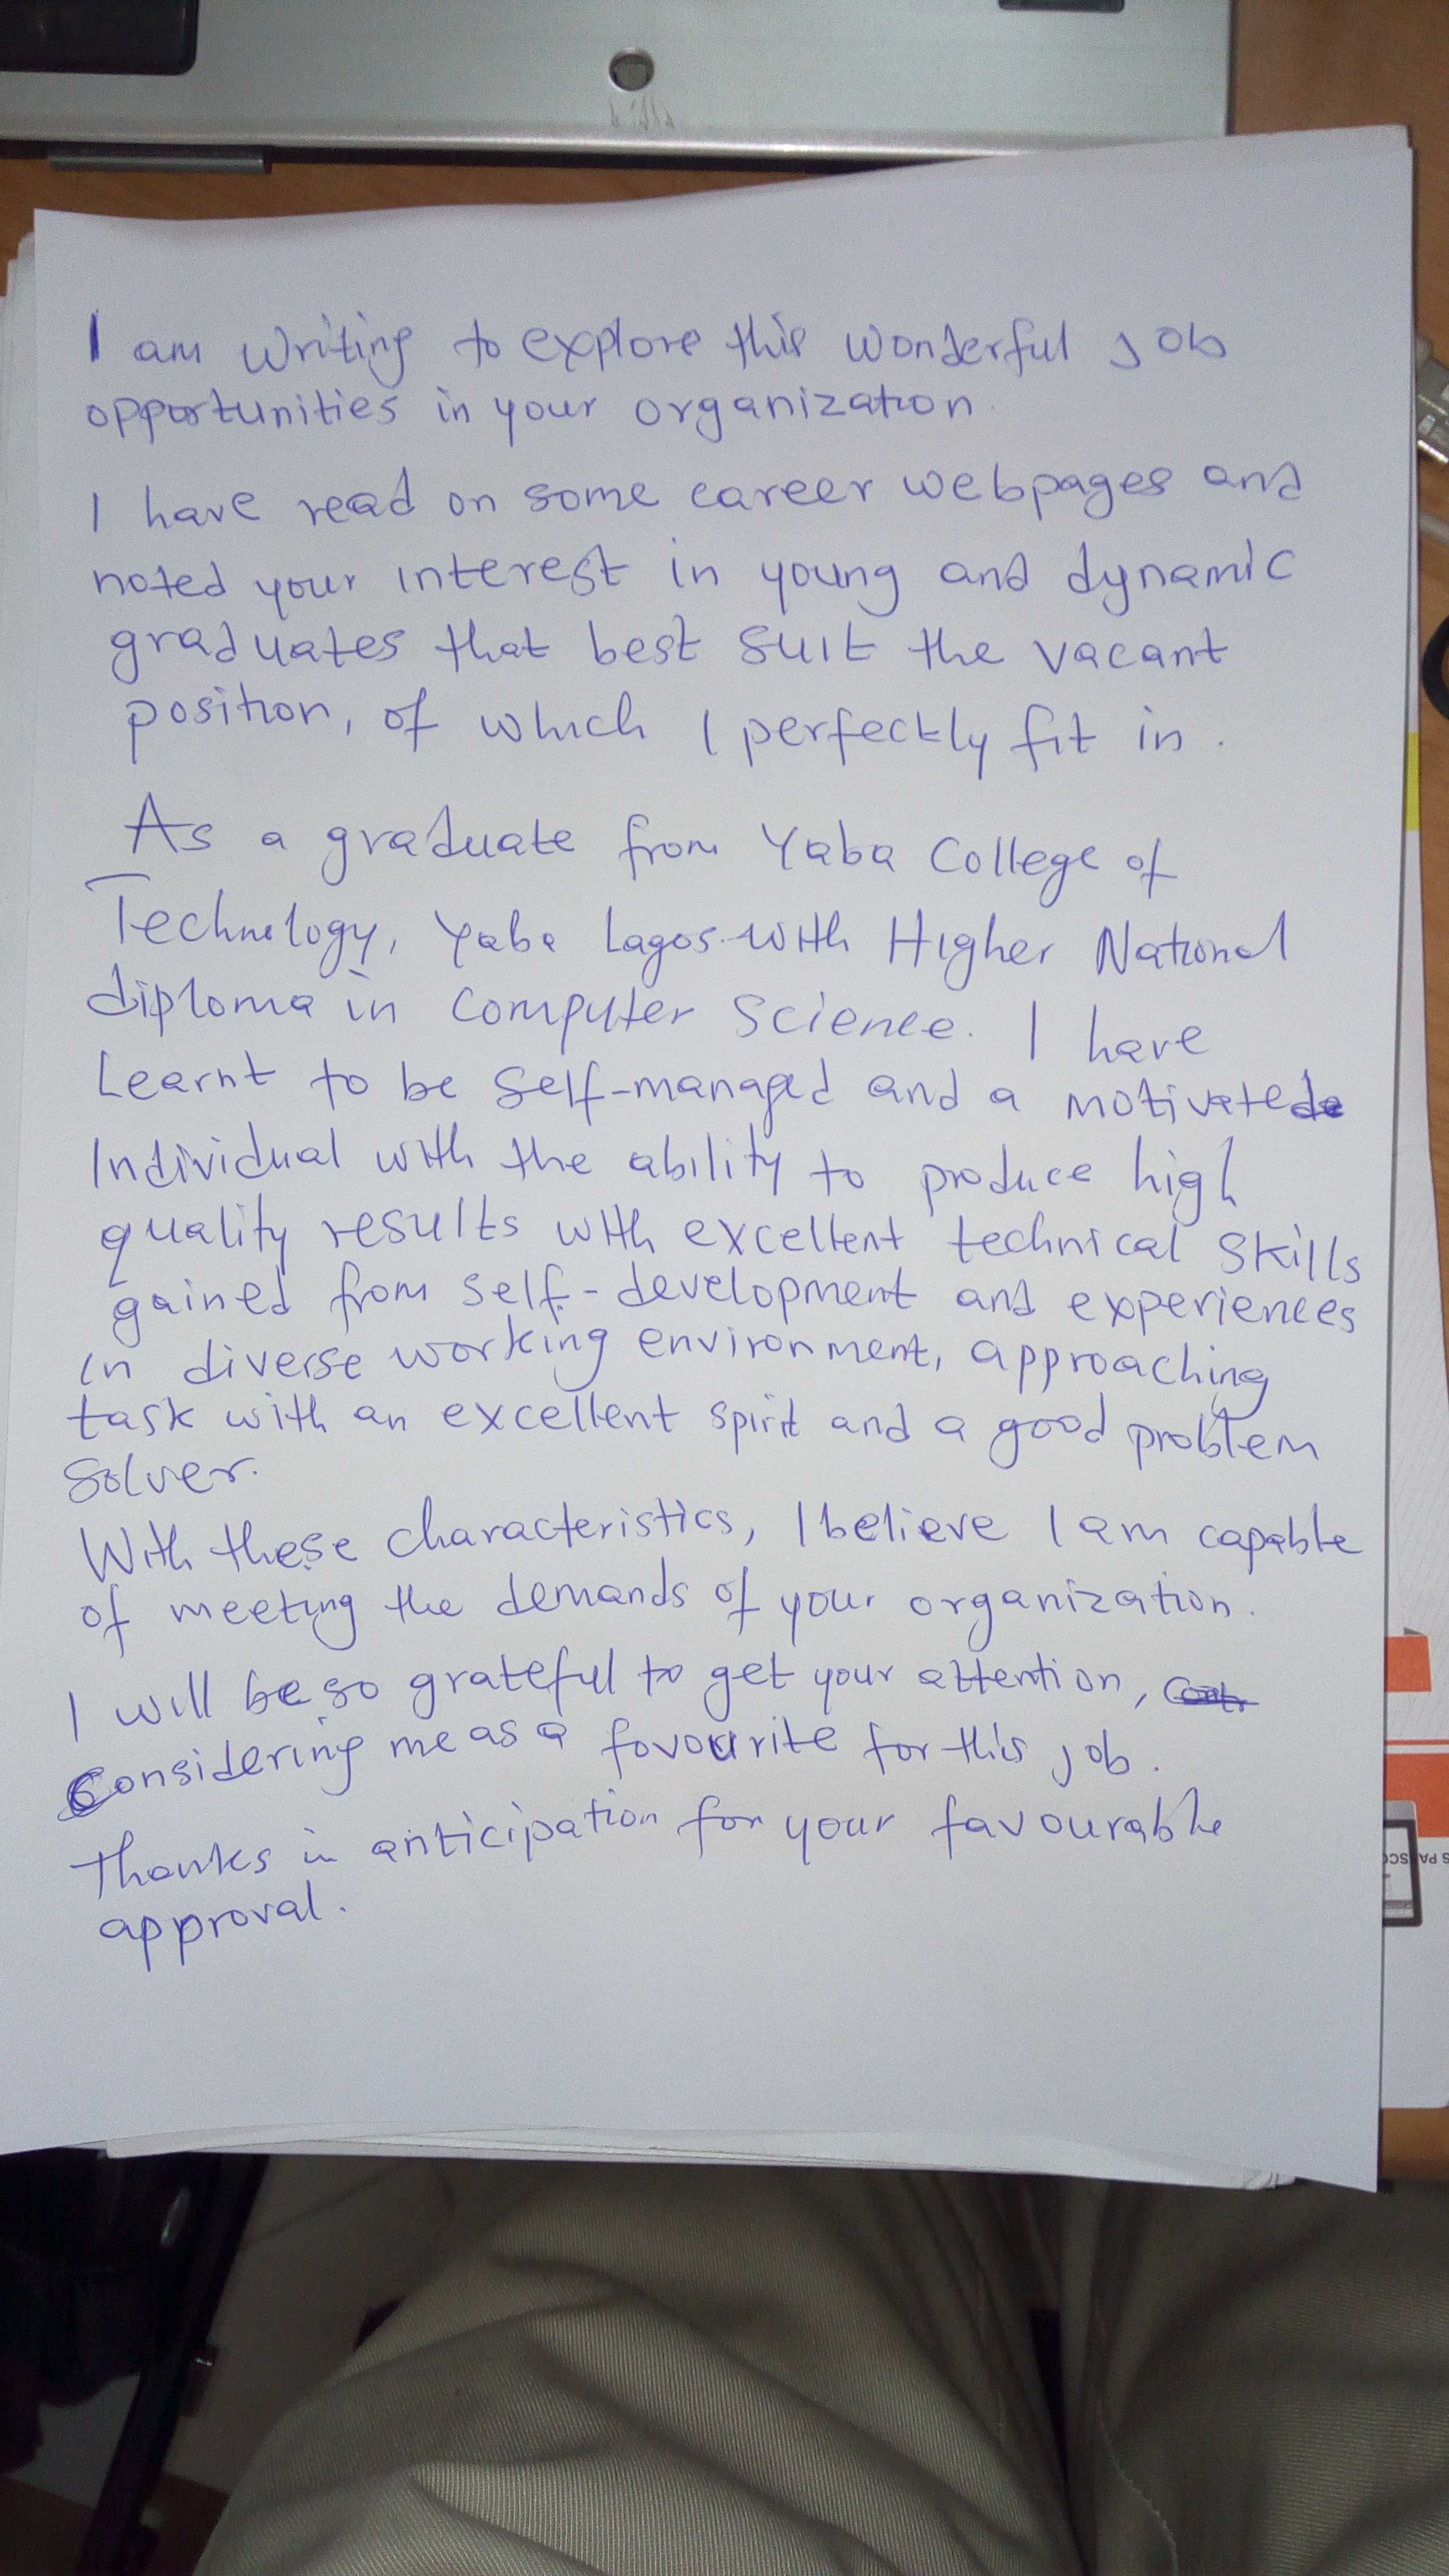 I am writing to explore this wonderful job
opportunities in your organization.
I have read on some career webpages and
noted your interest in young and dynamic
graduates that best suit the vacant
position, of which I perfectly fit in.
As a graduate from Yaba College of
Technology, Yaba Lagos with Higher National
diploma in Computer Science. I have
Learnt to be self-managed and a motivated
Individual with the ability to produce high
quality results with excellent technical skills
gained from self-development and experiences
in diverse working environment, approaching
task with an excellent spirit and a good problem
solver.
With these characteristics, I believe I am capable
of meeting the demands of your organization.
I will be so grateful to get your attention,
Considering me as a favourite for this job.
Thanks in anticipation for your favourable
approval.